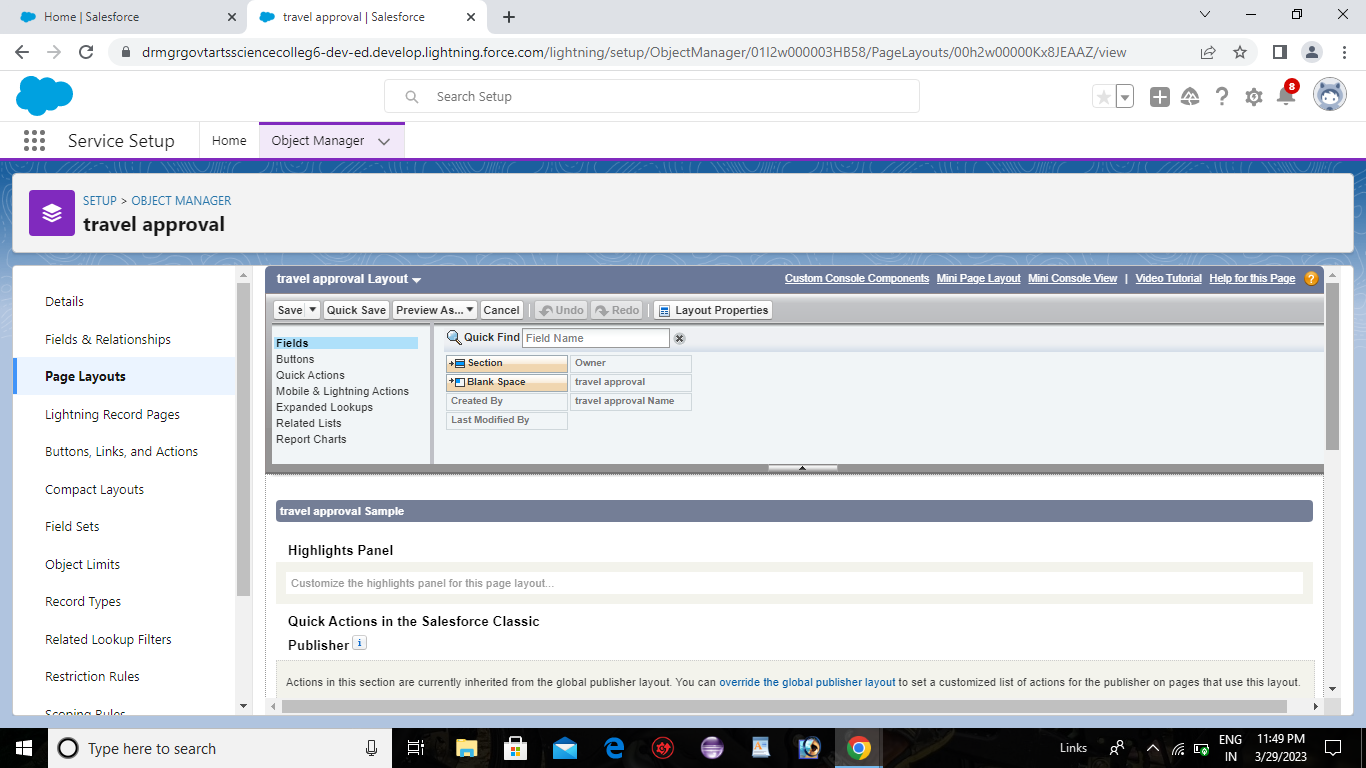 Home | Salesforce
travel approval | Salesforce
drmgrgovtartssciencecolleg6-dev-ed.develop.lightning.force.com/lightning/setup/ObjectManager/01I2w000003HB58/PageLayouts/00h2w00000Kx8JEAAZ/view
Search Setup
8
Service Setup
Home
Object Manager
SETUP > OBJECT MANAGER
travel approval
Details
Fields & Relationships
Page Layouts
Lightning Record Pages
Buttons, Links, and Actions
Compact Layouts
Field Sets
Object Limits
Record Types
Related Lookup Filters
Restriction Rules
Scoping Rules
travel approval Layout
Custom Console Components Mini Page Layout Mini Console View | Video Tutorial Help for this Page
Save Quick Save Preview As... Cancel Undo Redo Layout Properties
Fields
Buttons
Quick Actions
Mobile & Lightning Actions
Expanded Lookups
Related Lists
Report Charts
Quick Find Field Name
Section Owner
Blank Space travel approval
Created By travel approval Name
Last Modified By
travel approval Sample
Highlights Panel
Customize the highlights panel for this page layout...
Quick Actions in the Salesforce Classic
Publisher
Actions in this section are currently inherited from the global publisher layout. You can override the global publisher layout to set a customized list of actions for the publisher on pages that use this layout.
Type here to search
Links
ENG
IN
11:49 PM
3/29/2023